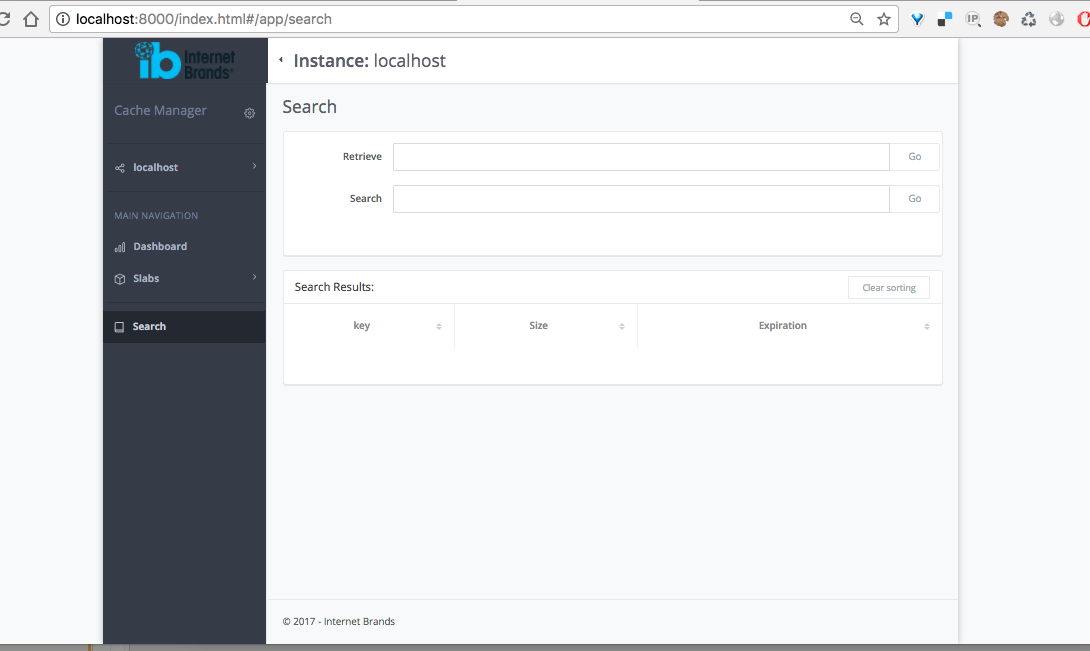 localhost:8000/index.html#/app/search
IP
ib Internet Brands
Instance: localhost
Cache Manager
localhost
MAIN NAVIGATION
Dashboard
Slabs
Search
Search
Retrieve
Go
Search
Go
Search Results:
Clear sorting
key
Size
Expiration
© 2017 - Internet Brands